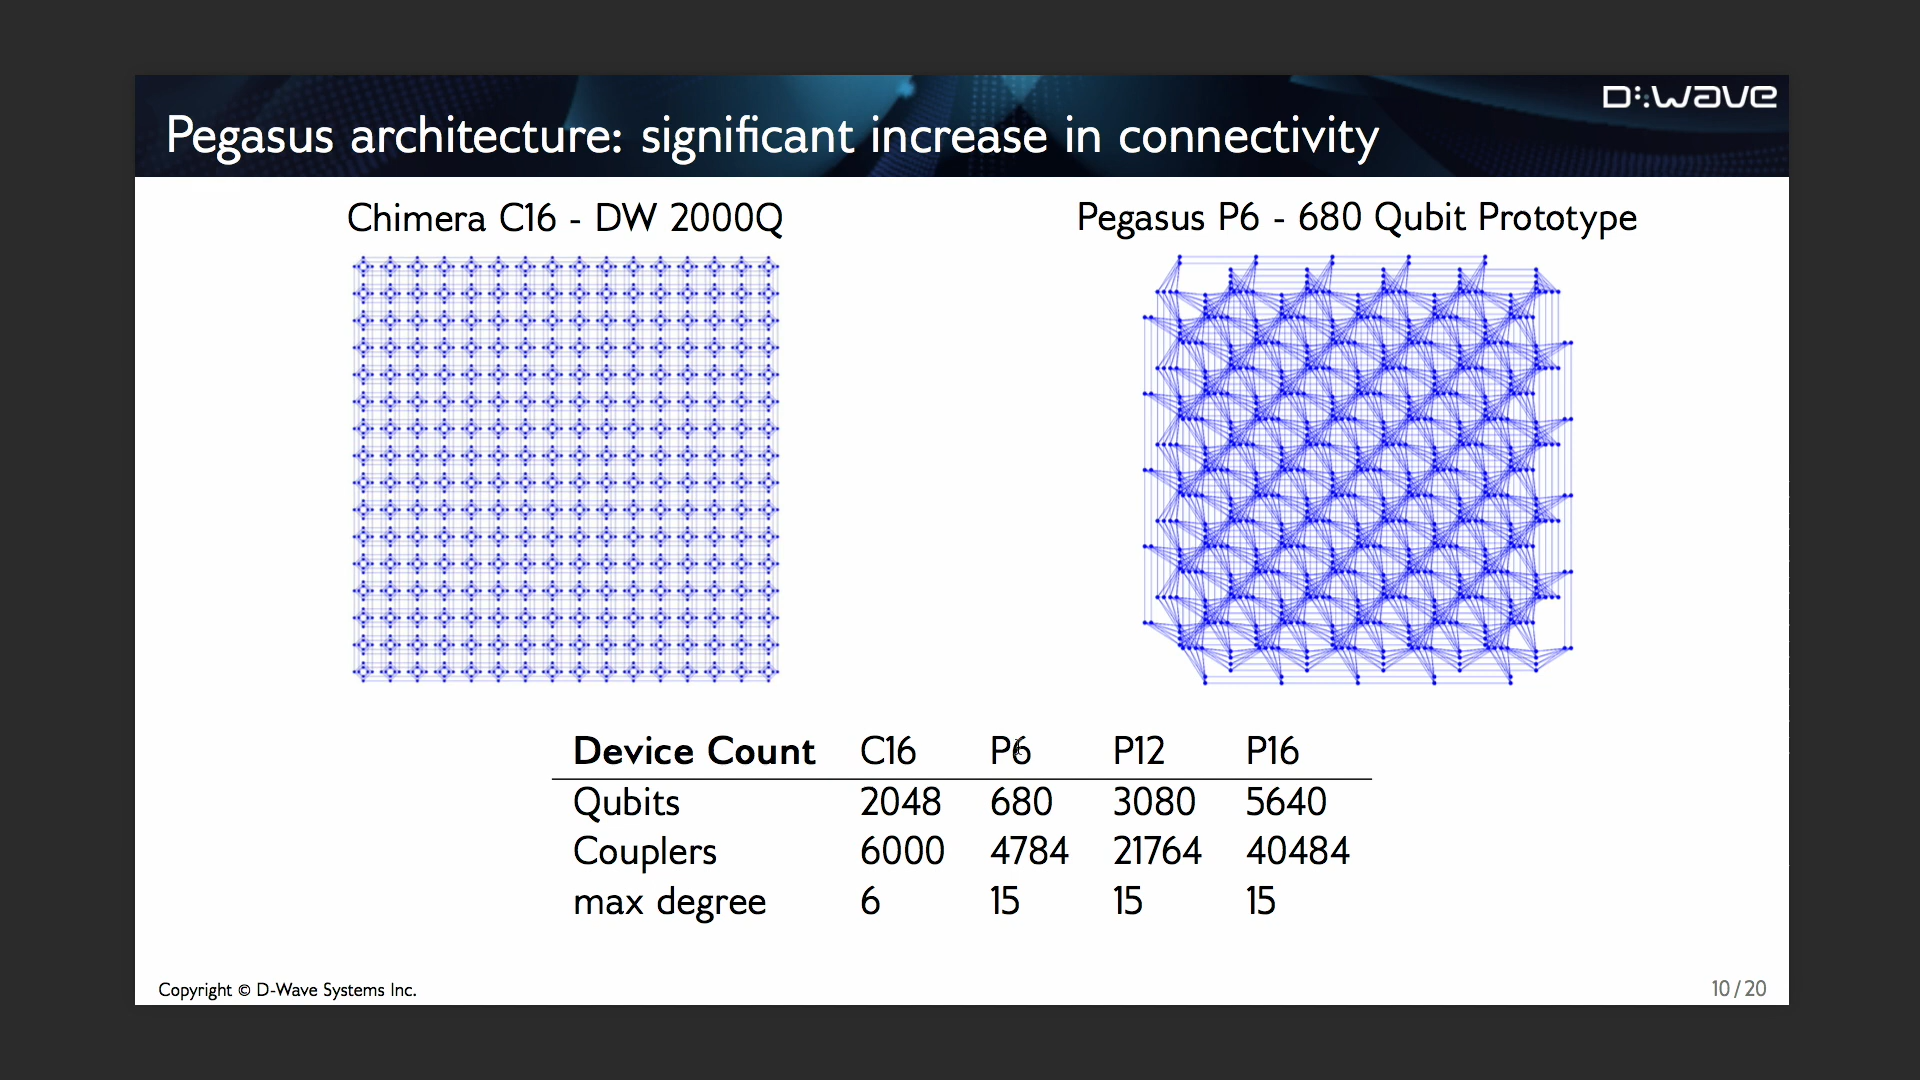 D:wave
Pegasus architecture: significant increase in connectivity
Chimera C16 - DW 2000Q
Pegasus P6 - 680 Qubit Prototype
Device Count C16 P6 P12 P16
Qubits 2048 680 3080 5640
Couplers 6000 4784 21764 40484
max degree 6 15 15 15
Copyright © D-Wave Systems Inc.
10 / 20